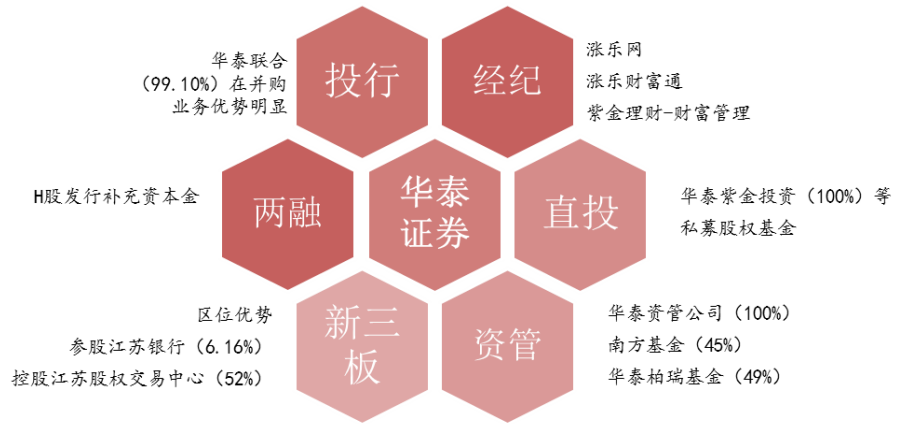 华泰联合
（99.10%）在并购
业务优势明显
投行
经纪
涨乐网
涨乐财富通
紫金理财-财富管理
H股发行补充资本金
两融
华泰
证券
直投
华泰紫金投资（100%）等
私募股权基金
区位优势
参股江苏银行（6.16%）
控股江苏股权交易中心（52%）
新三
板
资管
华泰资管公司（100%）
南方基金（45%）
华泰柏瑞基金（49%）